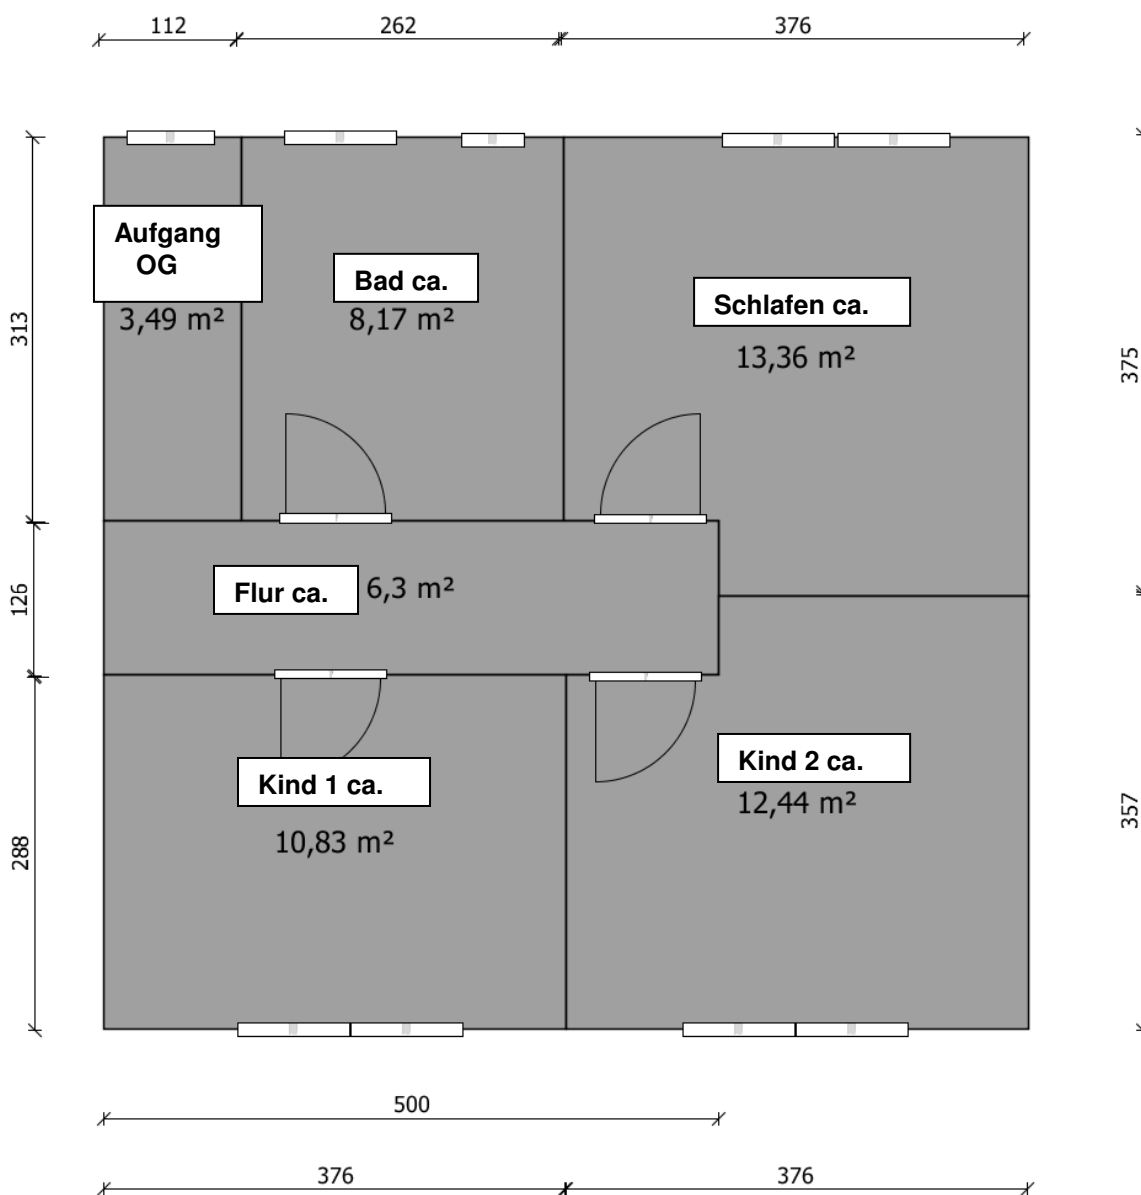 112
262
376
Aufgang
OG
3,49 m²
Bad ca.
8,17 m²
Schlafen ca.
13,36 m²
313
375
126
Flur ca. 6,3 m²
288
357
Kind 1 ca.
10,83 m²
Kind 2 ca.
12,44 m²
500
376
376